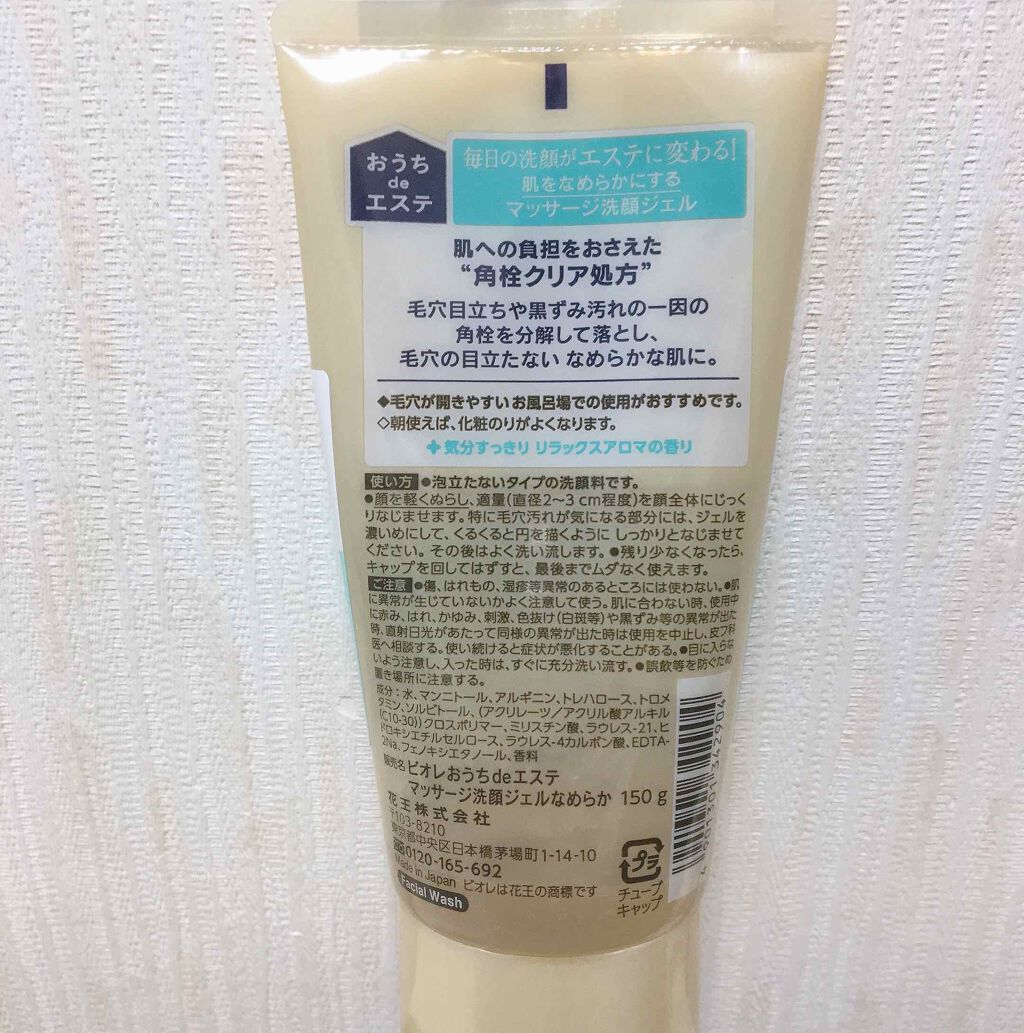 おうち
de
エステ
毎日の洗顔がエステに変わる!
肌をなめらかにする
マッサージ洗顔ジェル
肌への負担をおさえた
“角栓クリア処方”
毛穴目立ちや黒ずみ汚れの一因の
角栓を分解して落とし、
毛穴の目立たない なめらかな肌に。
◆毛穴が開きやすいお風呂場での使用がおすすめです。
◇朝使えば、化粧のりがよくなります。
気分すっきり リラックスアロマの香り
使い方 ●泡立たないタイプの洗顔料です。
●顔を軽くぬらし、適量(直径2〜3 cm程度)を顔全体にじっく
りなじませます。特に毛穴汚れが気になる部分には、ジェルを
濃いめにして、くるくると円を描くように しっかりとなじませて
ください。その後はよく洗い流します。●残り少なくなったら、
キャップを回してはずすと、最後までムダなく使えます。
ご注意 ●傷、はれもの、湿疹等異常のあるところには使わない。●肌
に異常が生じていないかよく注意して使う。肌に合わない時、使用中
に赤み、はれ、かゆみ、刺激、色抜け(白斑等)や黒ずみ等の異常が出た
時、直射日光があたって同様の異常が出た時は使用を中止し、皮フ科
医へ相談する。使い続けると症状が悪化することがある。●目に入らな
いよう注意し、入った時は、すぐに充分洗い流す。●誤飲等を防ぐため
置き場所に注意する。
成分:水、マンニトール、アルギニン、トレハロース、トロメ
タミン、ソルビトール、(アクリレーツ/アクリル酸アルキル
(C10-30))クロスポリマー、ミリスチン酸、ラウレス-21、ヒ
ドロキシエチルセルロース、ラウレス-4カルボン酸、EDTA-
2Na、フェノキシエタノール、香料
販売名 ビオレおうちdeエステ
マッサージ洗顔ジェルなめらか 150 g
花王株式会社
〒103-8210
東京都中央区日本橋茅場町1-14-10
0120-165-692
Made in Japan ビオレは花王の商標です
Facial Wash
プラ
チューブ
キャップ
4 901301 342904